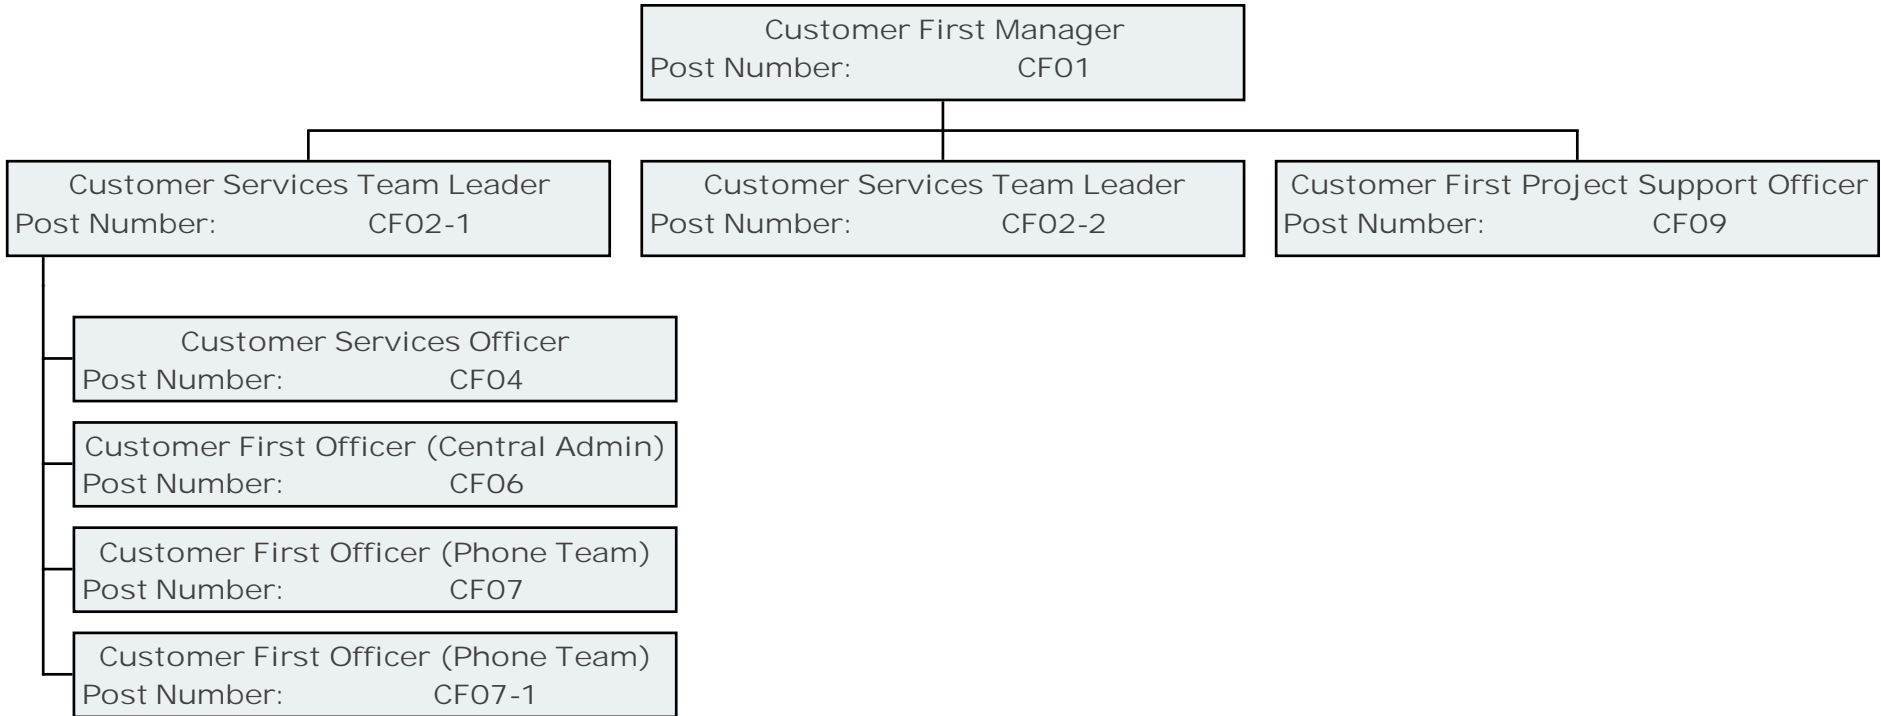 Customer First Manager
Post Number: CF01
Customer Services Team Leader
Post Number: CF02-1
Customer Services Team Leader
Post Number: CF02-2
Customer First Project Support Officer
Post Number: CF09
Customer Services Officer
Post Number: CF04
Customer First Officer (Central Admin)
Post Number: CF06
Customer First Officer (Phone Team)
Post Number: CF07
Customer First Officer (Phone Team)
Post Number: CF07-1